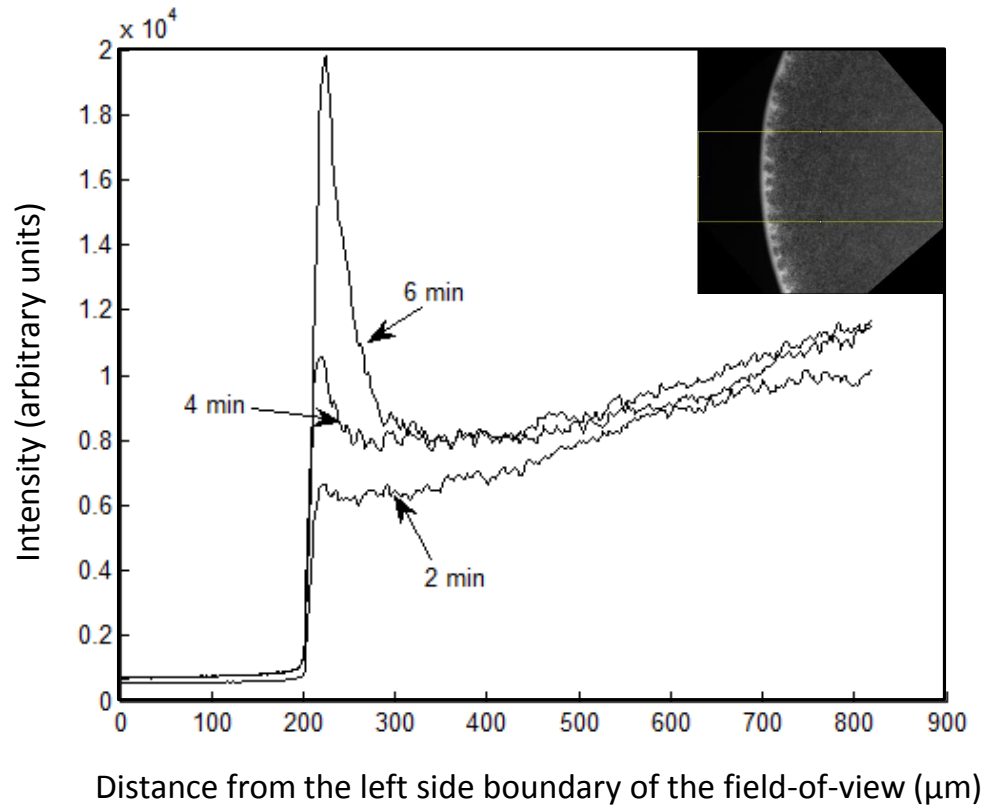 x 10⁴
2
1.8
1.6
1.4
1.2
1
0.8
0.6
0.4
0.2
0
Intensity (arbitrary units)
6 min
4 min
2 min
0 100 200 300 400 500 600 700 800 900
Distance from the left side boundary of the field-of-view (μm)